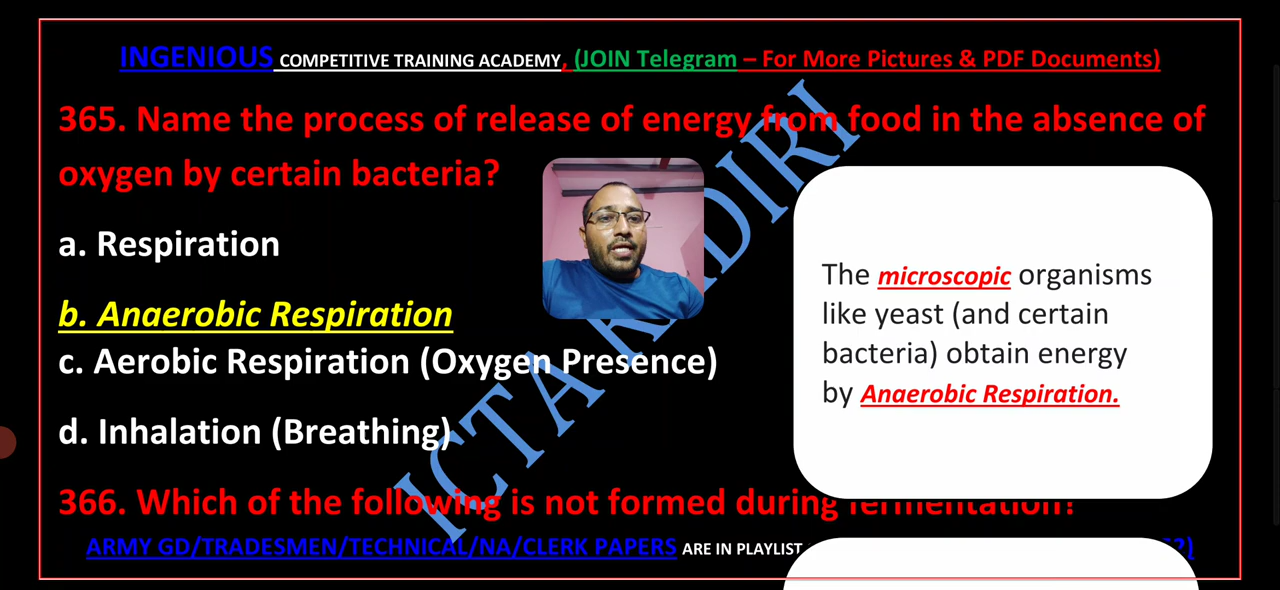 INGENIOUS COMPETITIVE TRAINING ACADEMY, (JOIN Telegram – For More Pictures & PDF Documents)
365. Name the process of release of energy from food in the absence of
oxygen by certain bacteria?
a. Respiration
b. Anaerobic Respiration
c. Aerobic Respiration (Oxygen Presence)
d. Inhalation (Breathing)
The microscopic organisms
like yeast (and certain
bacteria) obtain energy
by Anaerobic Respiration.
366. Which of the following is not formed during fermentation?
ARMY GD/TRADESMEN/TECHNICAL/NA/CLERK PAPERS ARE IN PLAYLIST